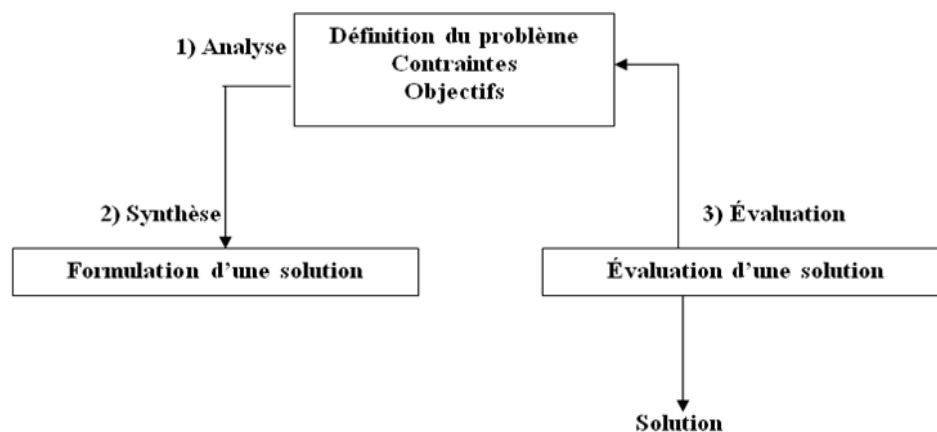 1) Analyse
Définition du problème
Contraintes
Objectifs
2) Synthèse
3) Évaluation
Formulation d’une solution
Évaluation d’une solution
Solution